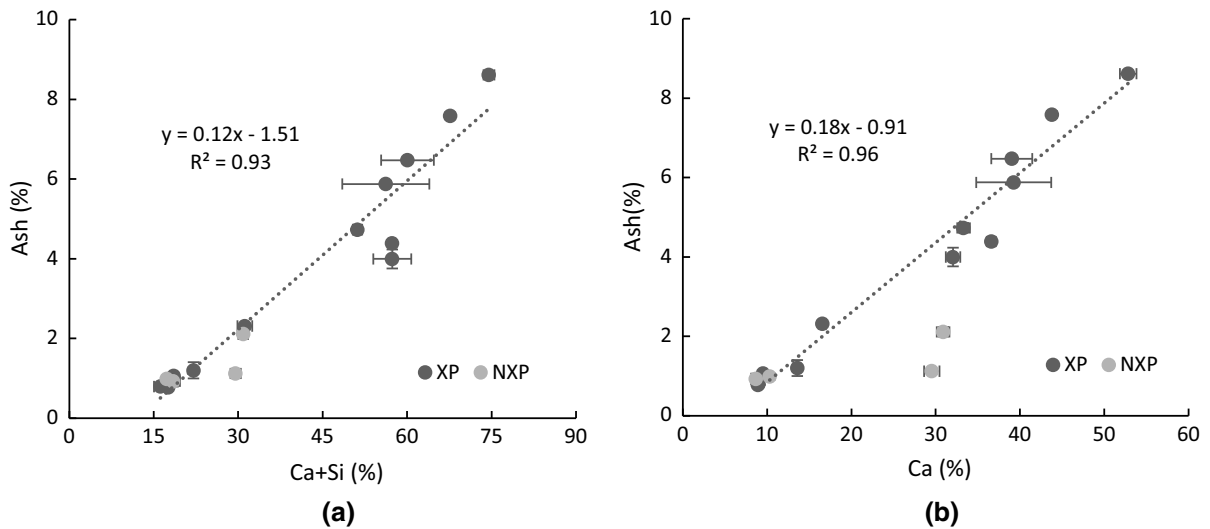 10
8
6
4
2
0
Ash (%)
y = 0.12x - 1.51
R² = 0.93
XP NXP
0 15 30 45 60 75 90
Ca+Si (%)
(a)
10
8
6
4
2
0
Ash(%)
y = 0.18x - 0.91
R² = 0.96
XP NXP
0 10 20 30 40 50 60
Ca (%)
(b)